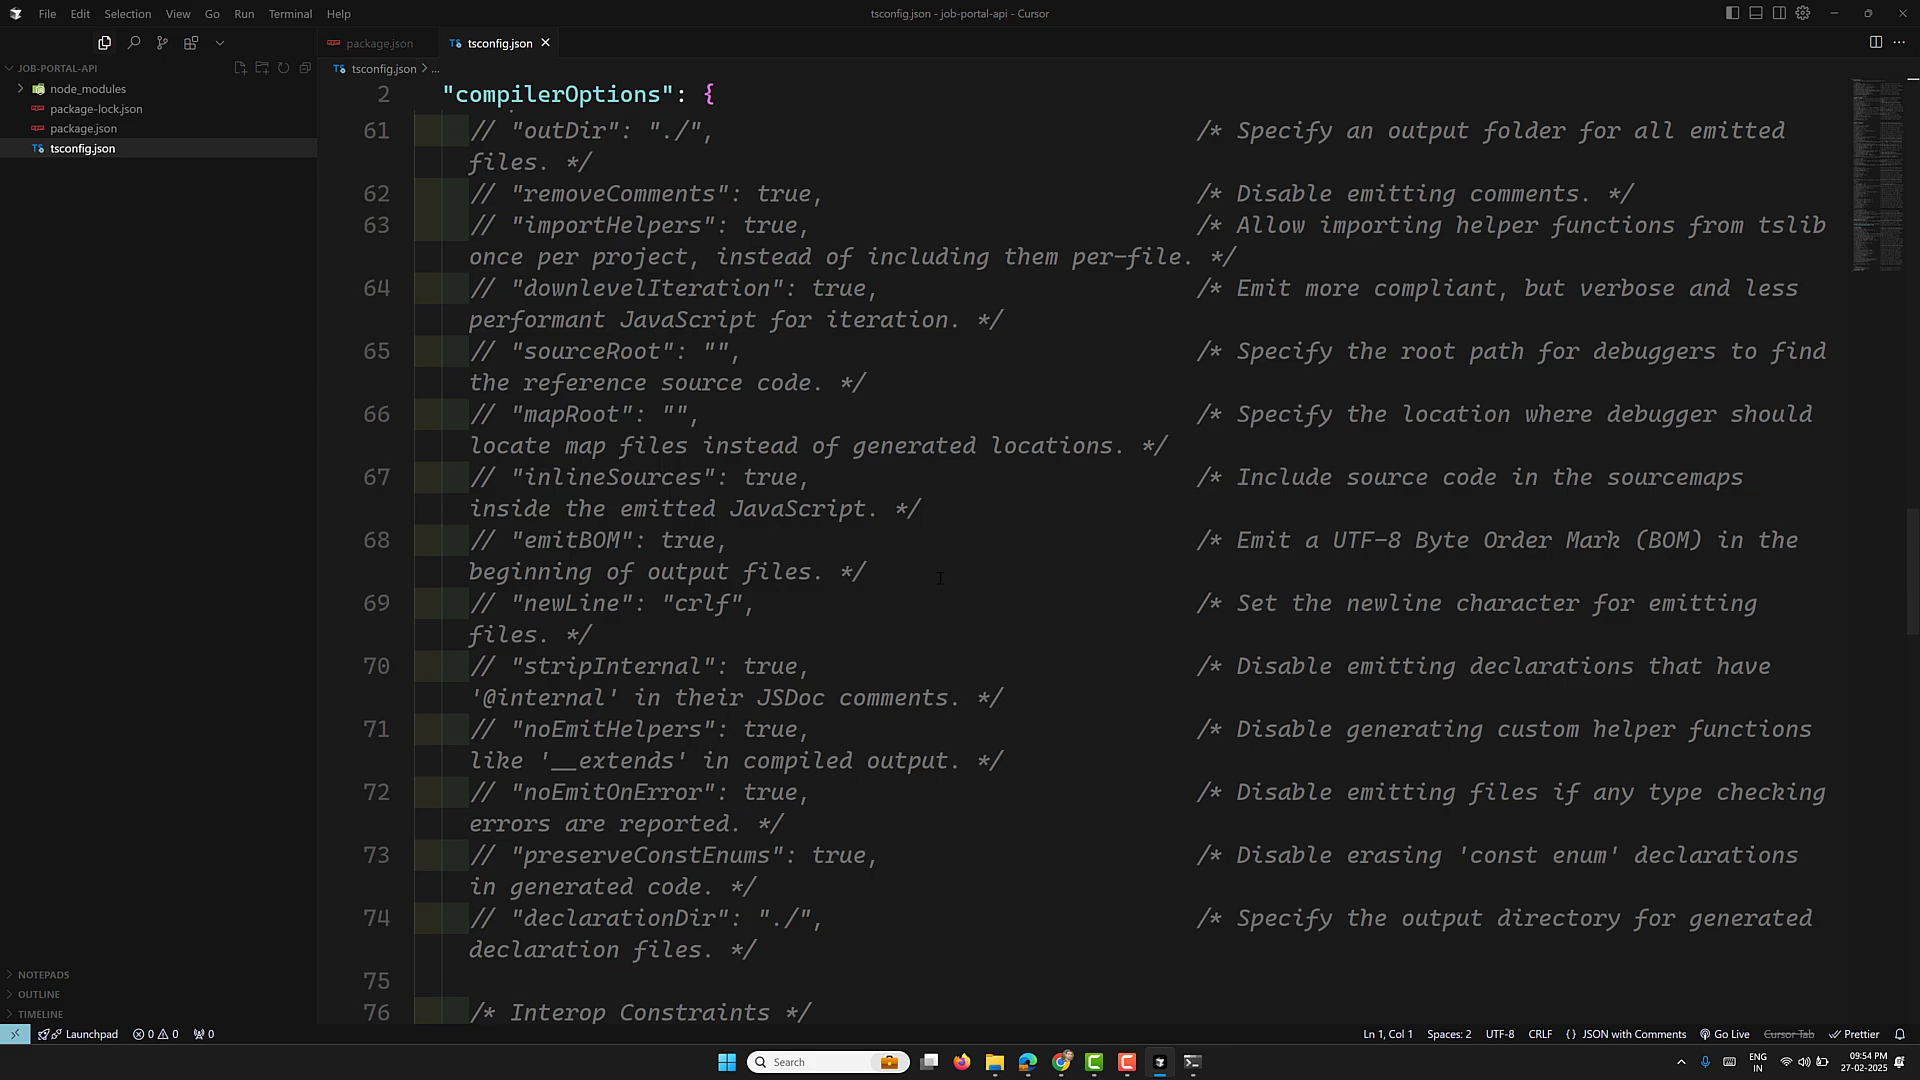 File Edit Selection View Go Run Terminal Help
tsconfig.json - job-portal-api - Cursor
package.json
tsconfig.json
JOB-PORTAL-API
node_modules
package-lock.json
package.json
tsconfig.json
tsconfig.json > ...
2 "compilerOptions": {
61 // "outDir": "./", /* Specify an output folder for all emitted
files. */
62 // "removeComments": true, /* Disable emitting comments. */
63 // "importHelpers": true, /* Allow importing helper functions from tslib
once per project, instead of including them per-file. */
64 // "downlevelIteration": true, /* Emit more compliant, but verbose and less
performant JavaScript for iteration. */
65 // "sourceRoot": "", /* Specify the root path for debuggers to find
the reference source code. */
66 // "mapRoot": "", /* Specify the location where debugger should
locate map files instead of generated locations. */
67 // "inlineSources": true, /* Include source code in the sourcemaps
inside the emitted JavaScript. */
68 // "emitBOM": true, /* Emit a UTF-8 Byte Order Mark (BOM) in the
beginning of output files. */
69 // "newLine": "crlf", /* Set the newline character for emitting
files. */
70 // "stripInternal": true, /* Disable emitting declarations that have
'@internal' in their JSDoc comments. */
71 // "noEmitHelpers": true, /* Disable generating custom helper functions
like '__extends' in compiled output. */
72 // "noEmitOnError": true, /* Disable emitting files if any type checking
errors are reported. */
73 // "preserveConstEnums": true, /* Disable erasing 'const enum' declarations
in generated code. */
74 // "declarationDir": "./", /* Specify the output directory for generated
declaration files. */
75
76 /* Interop Constraints */
NOTEPADS
OUTLINE
TIMELINE
Launchpad 0 0 0
Ln 1, Col 1 Spaces: 2 UTF-8 CRLF {} JSON with Comments Go Live Cursor Tab Prettier
Search
ENG
IN
09:54 PM
27-02-2025